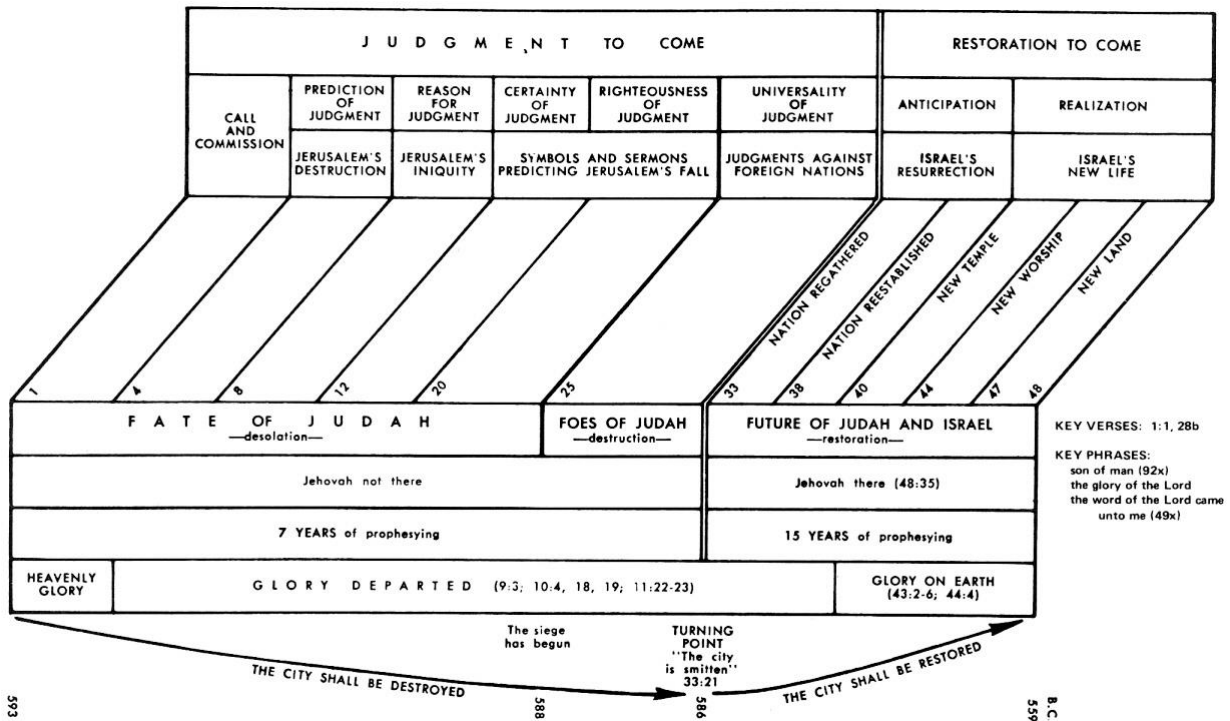 JUDGMENT TO COME
RESTORATION TO COME
CALL
AND
COMMISSION
PREDICTION
OF
JUDGMENT
REASON
FOR
JUDGMENT
CERTAINTY
OF
JUDGMENT
RIGHTEOUSNESS
OF
JUDGMENT
UNIVERSALITY
OF
JUDGMENT
ANTICIPATION
REALIZATION
JERUSALEM'S
DESTRUCTION
JERUSALEM'S
INIQUITY
SYMBOLS AND SERMONS
PREDICTING JERUSALEM'S FALL
JUDGMENTS AGAINST
FOREIGN NATIONS
ISRAEL'S
RESURRECTION
ISRAEL'S
NEW LIFE
NATION REGATHERED
NATION REESTABLISHED
NEW TEMPLE
NEW WORSHIP
NEW LAND
1
4
8
12
20
25
33
38
40
44
47
48
FATE OF JUDAH
—desolation—
FOES OF JUDAH
—destruction—
FUTURE OF JUDAH AND ISRAEL
—restoration—
Jehovah not there
Jehovah there (48:35)
7 YEARS of prophesying
15 YEARS of prophesying
HEAVENLY
GLORY
GLORY DEPARTED (9:3; 10:4, 18, 19; 11:22-23)
GLORY ON EARTH
(43:2-6; 44:4)
KEY VERSES: 1:1, 28b
KEY PHRASES:
son of man (92x)
the glory of the Lord
the word of the Lord came
unto me (49x)
The siege
has begun
TURNING
POINT
"The city
is smitten"
33:21
THE CITY SHALL BE DESTROYED
THE CITY SHALL BE RESTORED
593
588
586
559
B.C